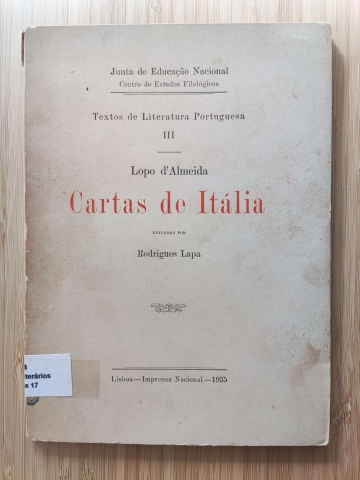 Junta de Educação Nacional
Centro de Estudos Filológicos
Textos de Literatura Portuguesa
III
Lopo d'Almeida
Cartas de Itália
EDITADAS POR
Rodrigues Lapa
terários
17
Lisboa — Imprensa Nacional — 1935